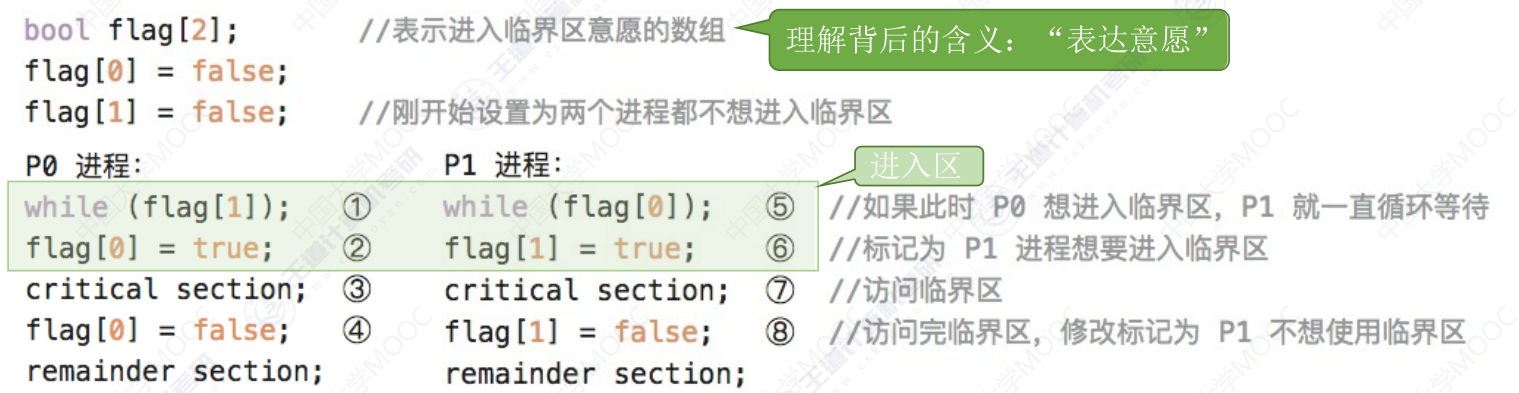 bool flag[2]; //表示进入临界区意愿的数组 理解背后的含义：“表达意愿”
flag[0] = false;
flag[1] = false; //刚开始设置为两个进程都不想进入临界区
P0 进程: P1 进程: 进入区
while (flag[1]); ① while (flag[0]); ⑤ //如果此时 P0 想进入临界区，P1 就一直循环等待
flag[0] = true; ② flag[1] = true; ⑥ //标记为 P1 进程想要进入临界区
critical section; ③ critical section; ⑦ //访问临界区
flag[0] = false; ④ flag[1] = false; ⑧ //访问完临界区，修改标记为 P1 不想使用临界区
remainder section; remainder section;